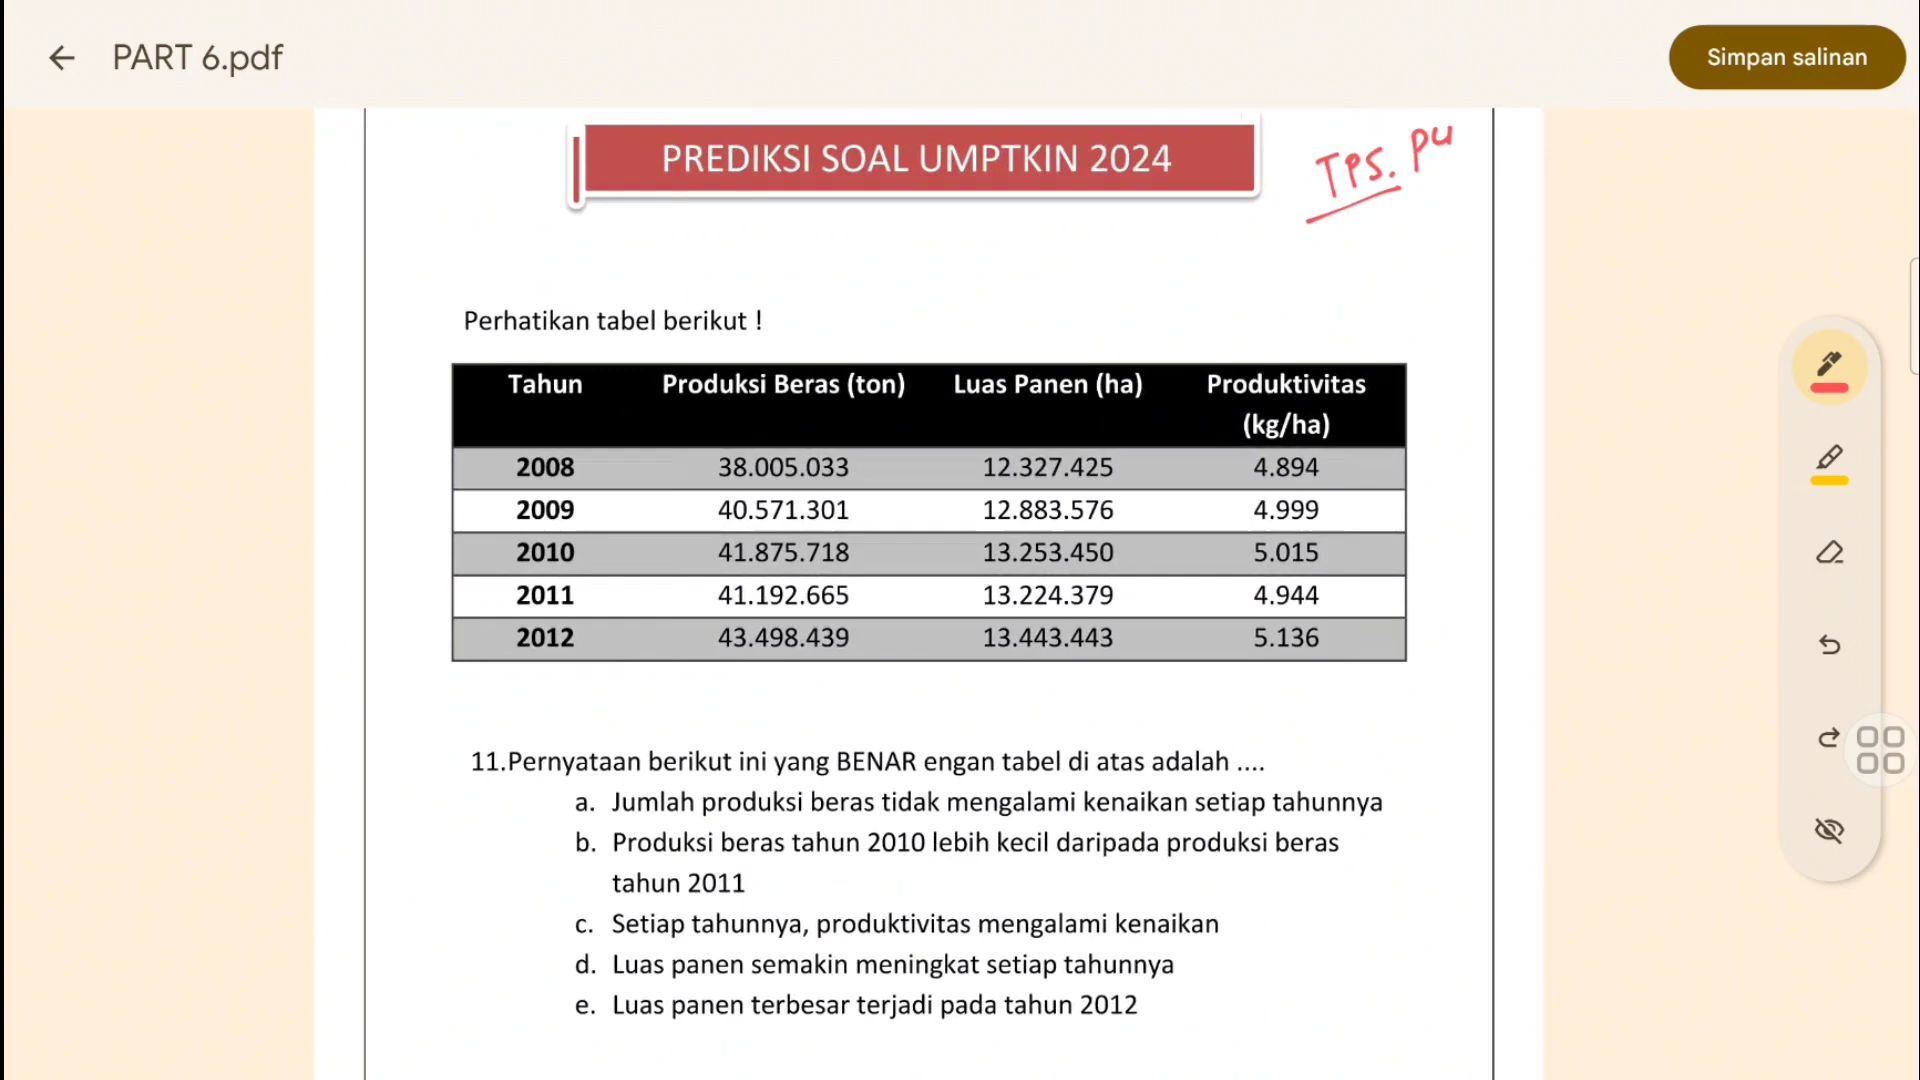 PART 6.pdf
Simpan salinan
PREDIKSI SOAL UMPTKIN 2024
TPS. PU
Perhatikan tabel berikut !
Tahun Produksi Beras (ton) Luas Panen (ha) Produktivitas (kg/ha)
2008 38.005.033 12.327.425 4.894
2009 40.571.301 12.883.576 4.999
2010 41.875.718 13.253.450 5.015
2011 41.192.665 13.224.379 4.944
2012 43.498.439 13.443.443 5.136
11.Pernyataan berikut ini yang BENAR engan tabel di atas adalah ....
a. Jumlah produksi beras tidak mengalami kenaikan setiap tahunnya
b. Produksi beras tahun 2010 lebih kecil daripada produksi beras
tahun 2011
c. Setiap tahunnya, produktivitas mengalami kenaikan
d. Luas panen semakin meningkat setiap tahunnya
e. Luas panen terbesar terjadi pada tahun 2012